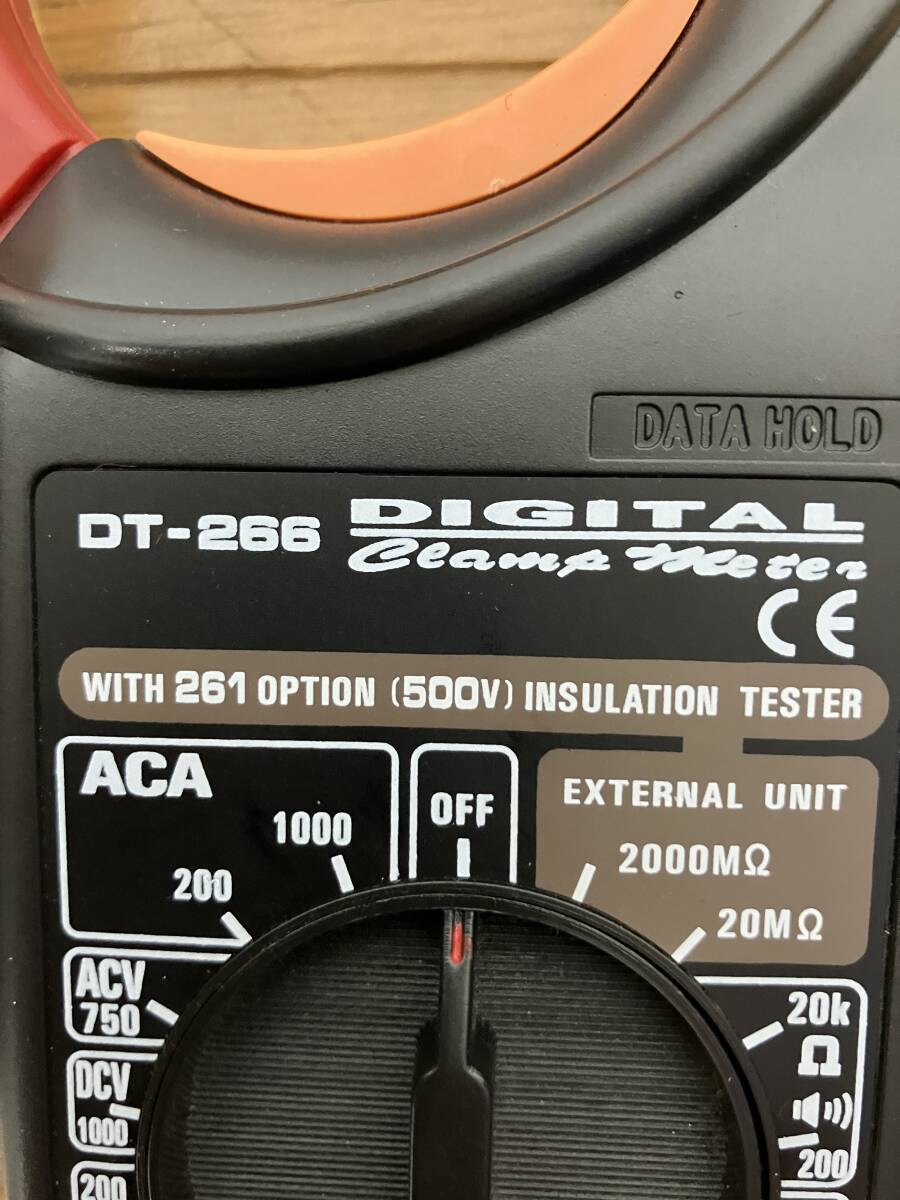 DATA HOLD
DT-266 DIGITAL
Clamp Meter
CE
WITH 261 OPTION (500V) INSULATION TESTER
ACA
1000
200
OFF
EXTERNAL UNIT
2000MΩ
20MΩ
ACV
750
20k
Ω
DCV
1000
200
200